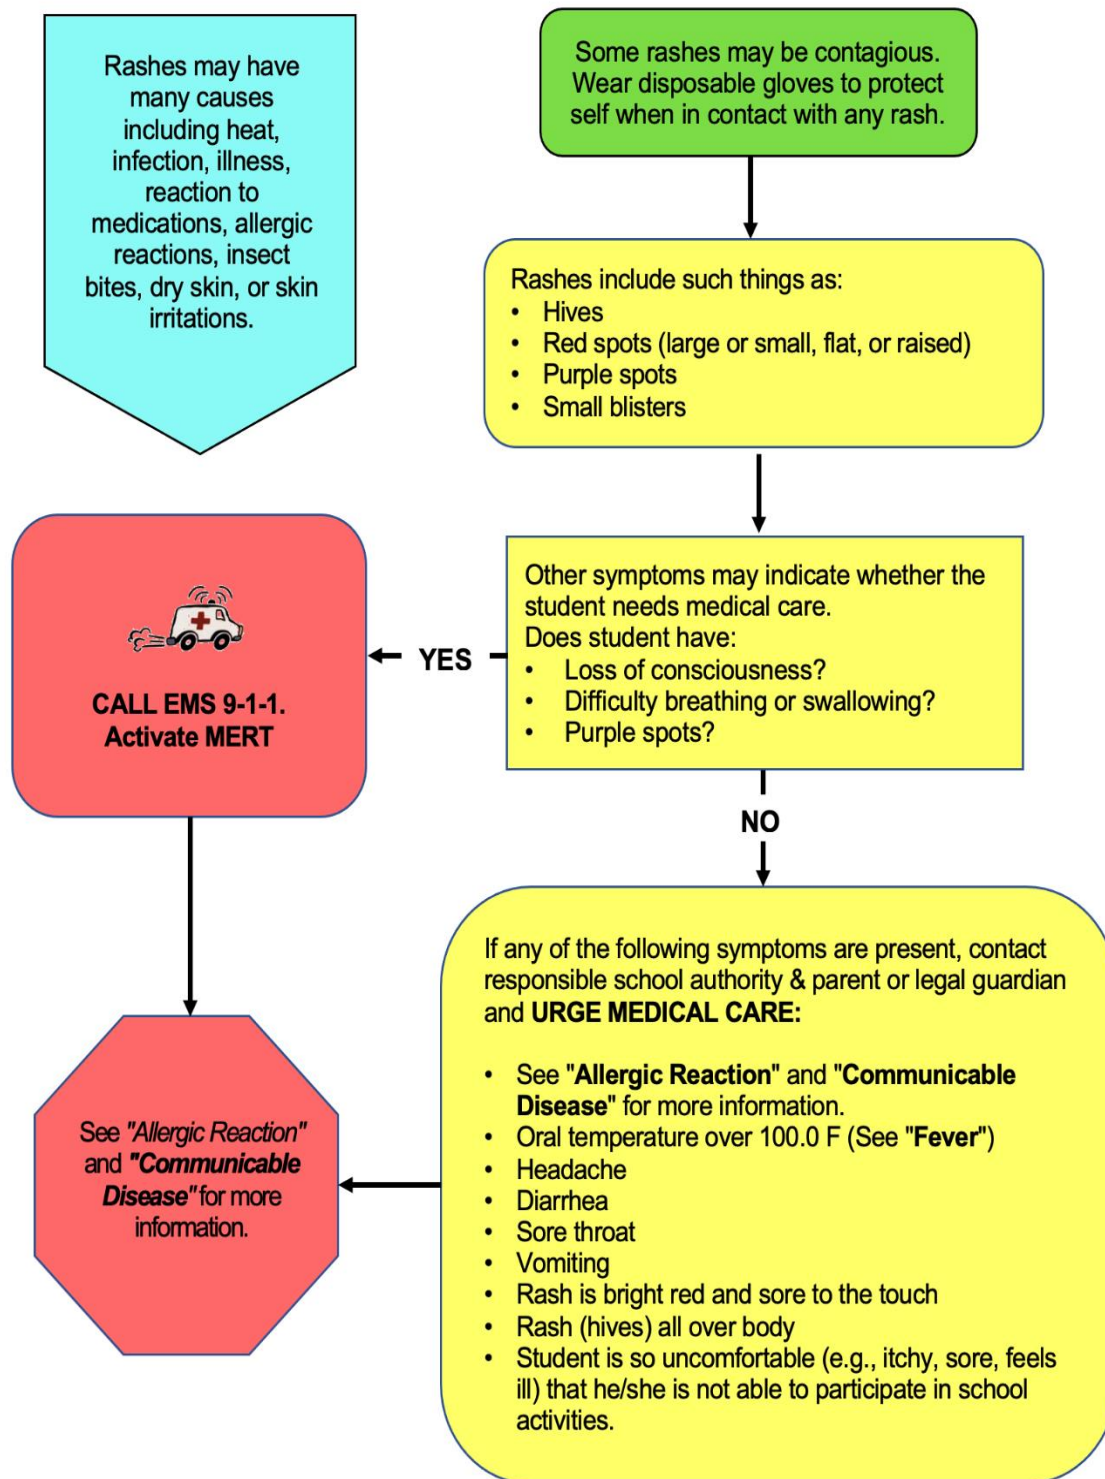 Rashes may have
many causes
including heat,
infection, illness,
reaction to
medications, allergic
reactions, insect
bites, dry skin, or skin
irritations.
Some rashes may be contagious.
Wear disposable gloves to protect
self when in contact with any rash.
Rashes include such things as:
• Hives
• Red spots (large or small, flat, or raised)
• Purple spots
• Small blisters
Other symptoms may indicate whether the
student needs medical care.
Does student have:
• Loss of consciousness?
• Difficulty breathing or swallowing?
• Purple spots?
YES
CALL EMS 9-1-1.
Activate MERT
NO
If any of the following symptoms are present, contact
responsible school authority & parent or legal guardian
and URGE MEDICAL CARE:
• See "Allergic Reaction" and "Communicable
Disease" for more information.
• Oral temperature over 100.0 F (See "Fever")
• Headache
• Diarrhea
• Sore throat
• Vomiting
• Rash is bright red and sore to the touch
• Rash (hives) all over body
• Student is so uncomfortable (e.g., itchy, sore, feels
ill) that he/she is not able to participate in school
activities.
See "Allergic Reaction"
and "Communicable
Disease" for more
information.